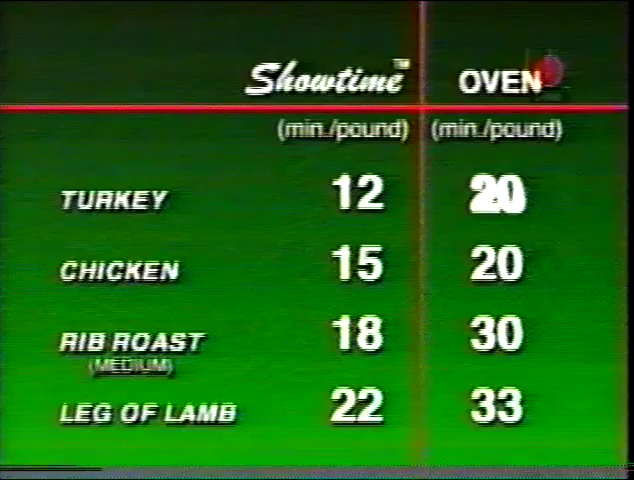 Showtime™ OVEN
(min./pound) (min./pound)
TURKEY 12 20
CHICKEN 15 20
RIB ROAST 18 30
(MEDIUM)
LEG OF LAMB 22 33